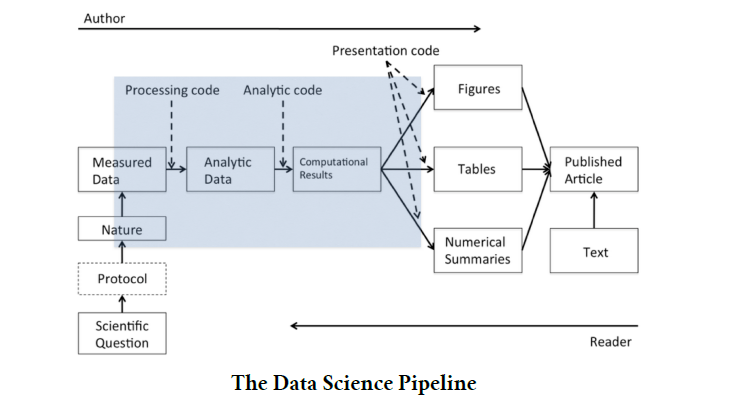 Author
Presentation code
Processing code
Analytic code
Figures
Measured
Data
Analytic
Data
Computational
Results
Tables
Published
Article
Nature
Numerical
Summaries
Text
Protocol
Scientific
Question
Reader
The Data Science Pipeline